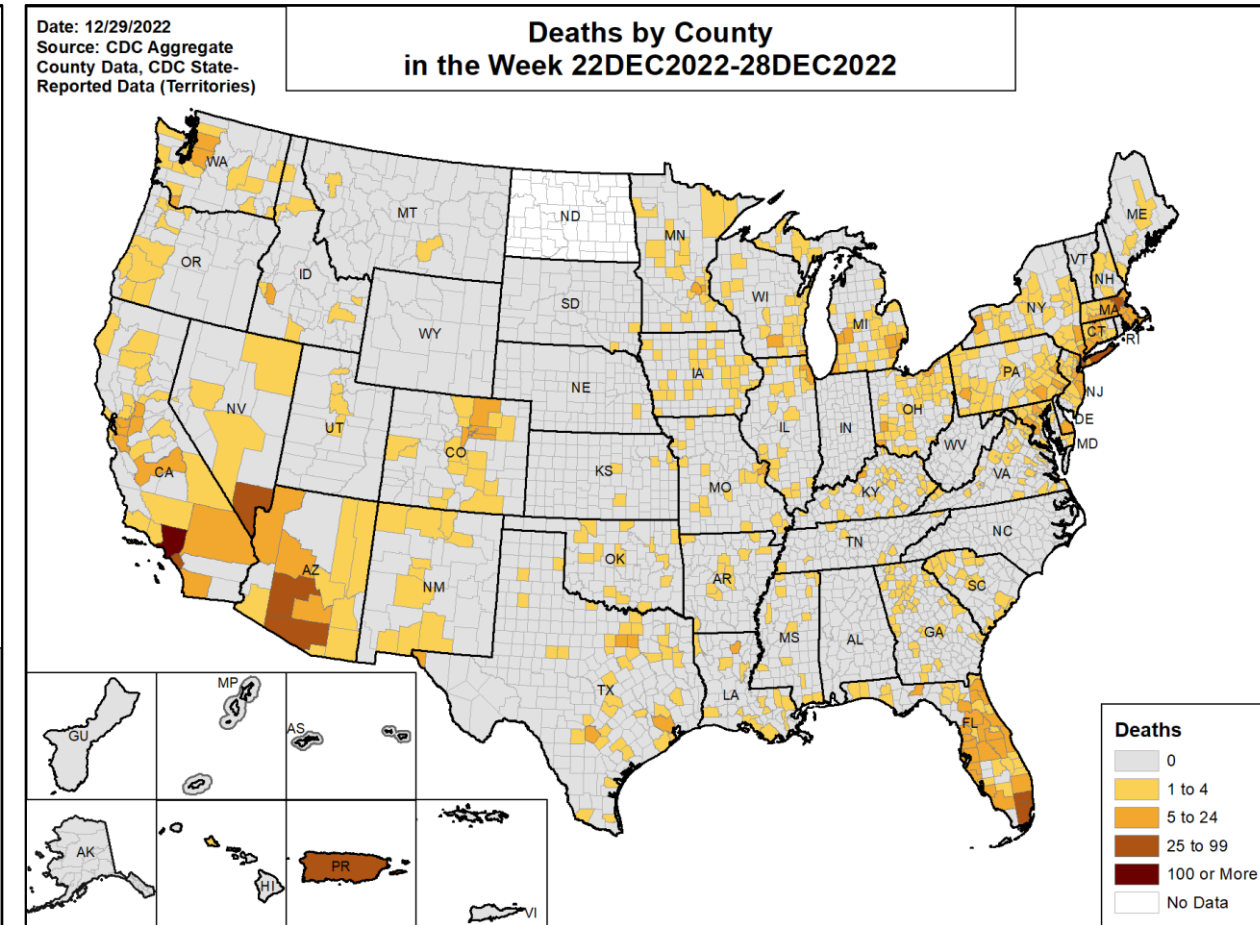 Date: 12/29/2022
Source: CDC Aggregate
County Data, CDC State-
Reported Data (Territories)
Deaths by County
in the Week 22DEC2022-28DEC2022
WA
MT
ND
MN
ME
OR
ID
SD
WI
MI
VT
NH
NY
MA
CT
RI
WY
IA
PA
NJ
NE
NV
UT
CO
IL
IN
OH
DE
MD
WV
CA
KS
MO
KY
VA
AZ
NM
OK
AR
TN
NC
SC
MS
AL
GA
TX
LA
FL
GU
MP
AS
AK
HI
PR
VI
Deaths
0
1 to 4
5 to 24
25 to 99
100 or More
No Data